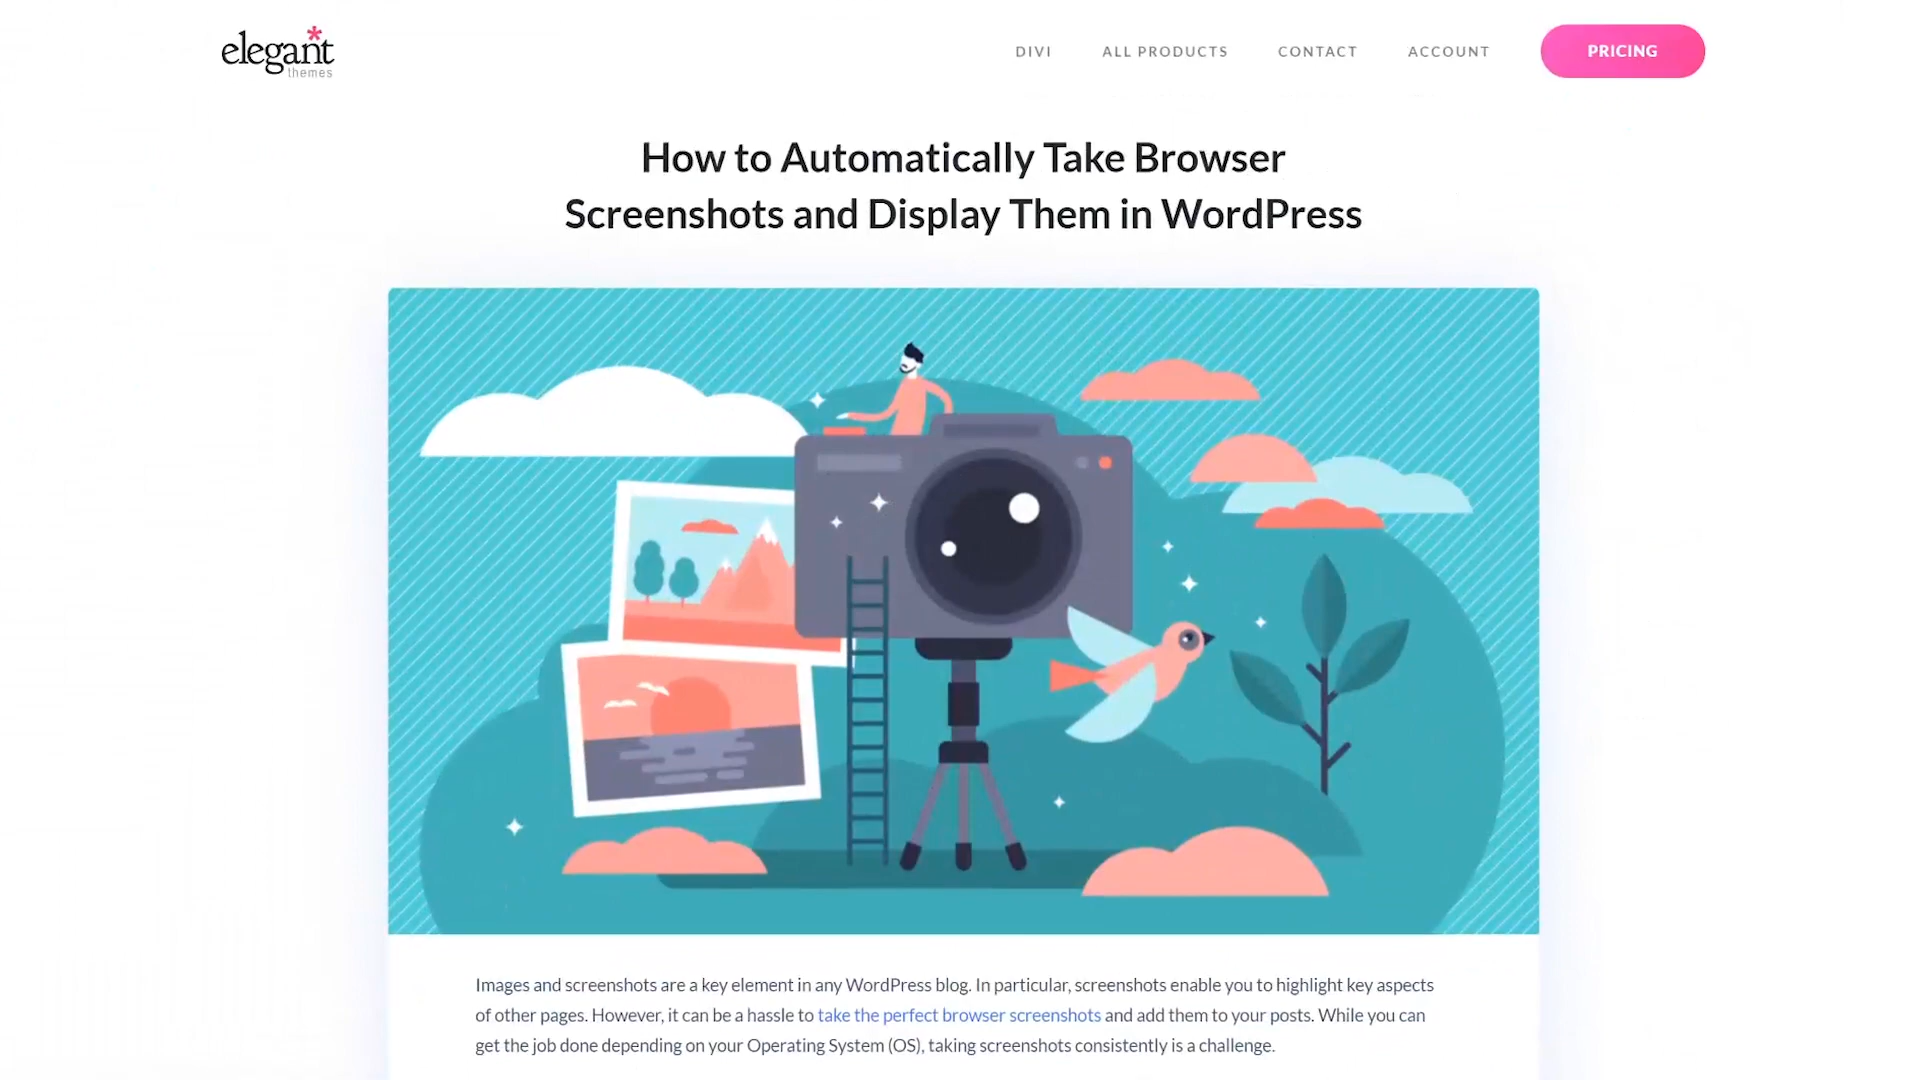 elegant
themes
DIVI
ALL PRODUCTS
CONTACT
ACCOUNT
PRICING
How to Automatically Take Browser
Screenshots and Display Them in WordPress
Images and screenshots are a key element in any WordPress blog. In particular, screenshots enable you to highlight key aspects
of other pages. However, it can be a hassle to take the perfect browser screenshots and add them to your posts. While you can
get the job done depending on your Operating System (OS), taking screenshots consistently is a challenge.